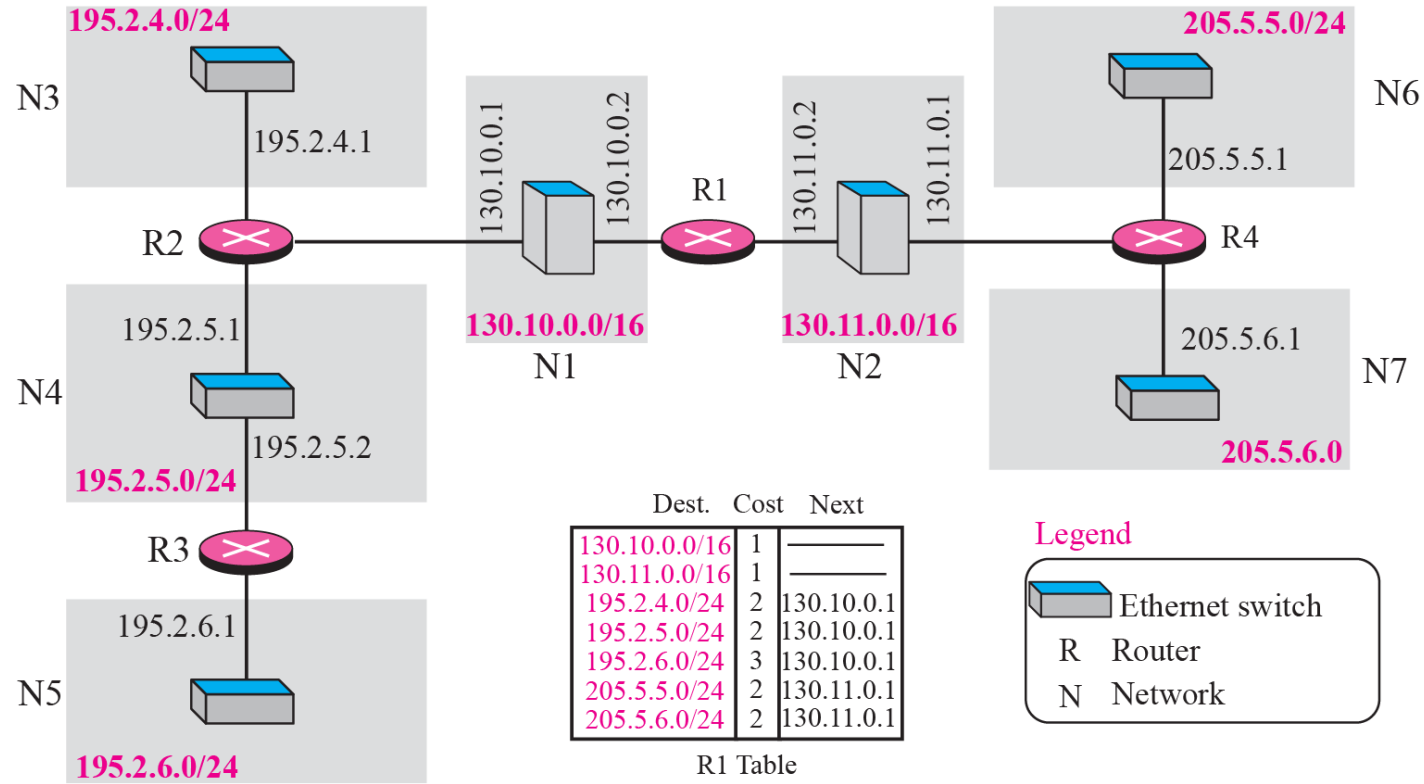 195.2.4.0/24
N3
195.2.4.1
R2
195.2.5.1
N4
195.2.5.2
195.2.5.0/24
R3
195.2.6.1
N5
195.2.6.0/24
130.10.0.1
130.10.0.2
130.10.0.0/16
N1
R1
130.11.0.2
130.11.0.1
130.11.0.0/16
N2
205.5.5.0/24
N6
205.5.5.1
R4
205.5.6.1
N7
205.5.6.0
Dest. Cost Next
130.10.0.0/16 1
130.11.0.0/16 1
195.2.4.0/24 2 130.10.0.1
195.2.5.0/24 2 130.10.0.1
195.2.6.0/24 3 130.10.0.1
205.5.5.0/24 2 130.11.0.1
205.5.6.0/24 2 130.11.0.1
R1 Table
Legend
Ethernet switch
R Router
N Network